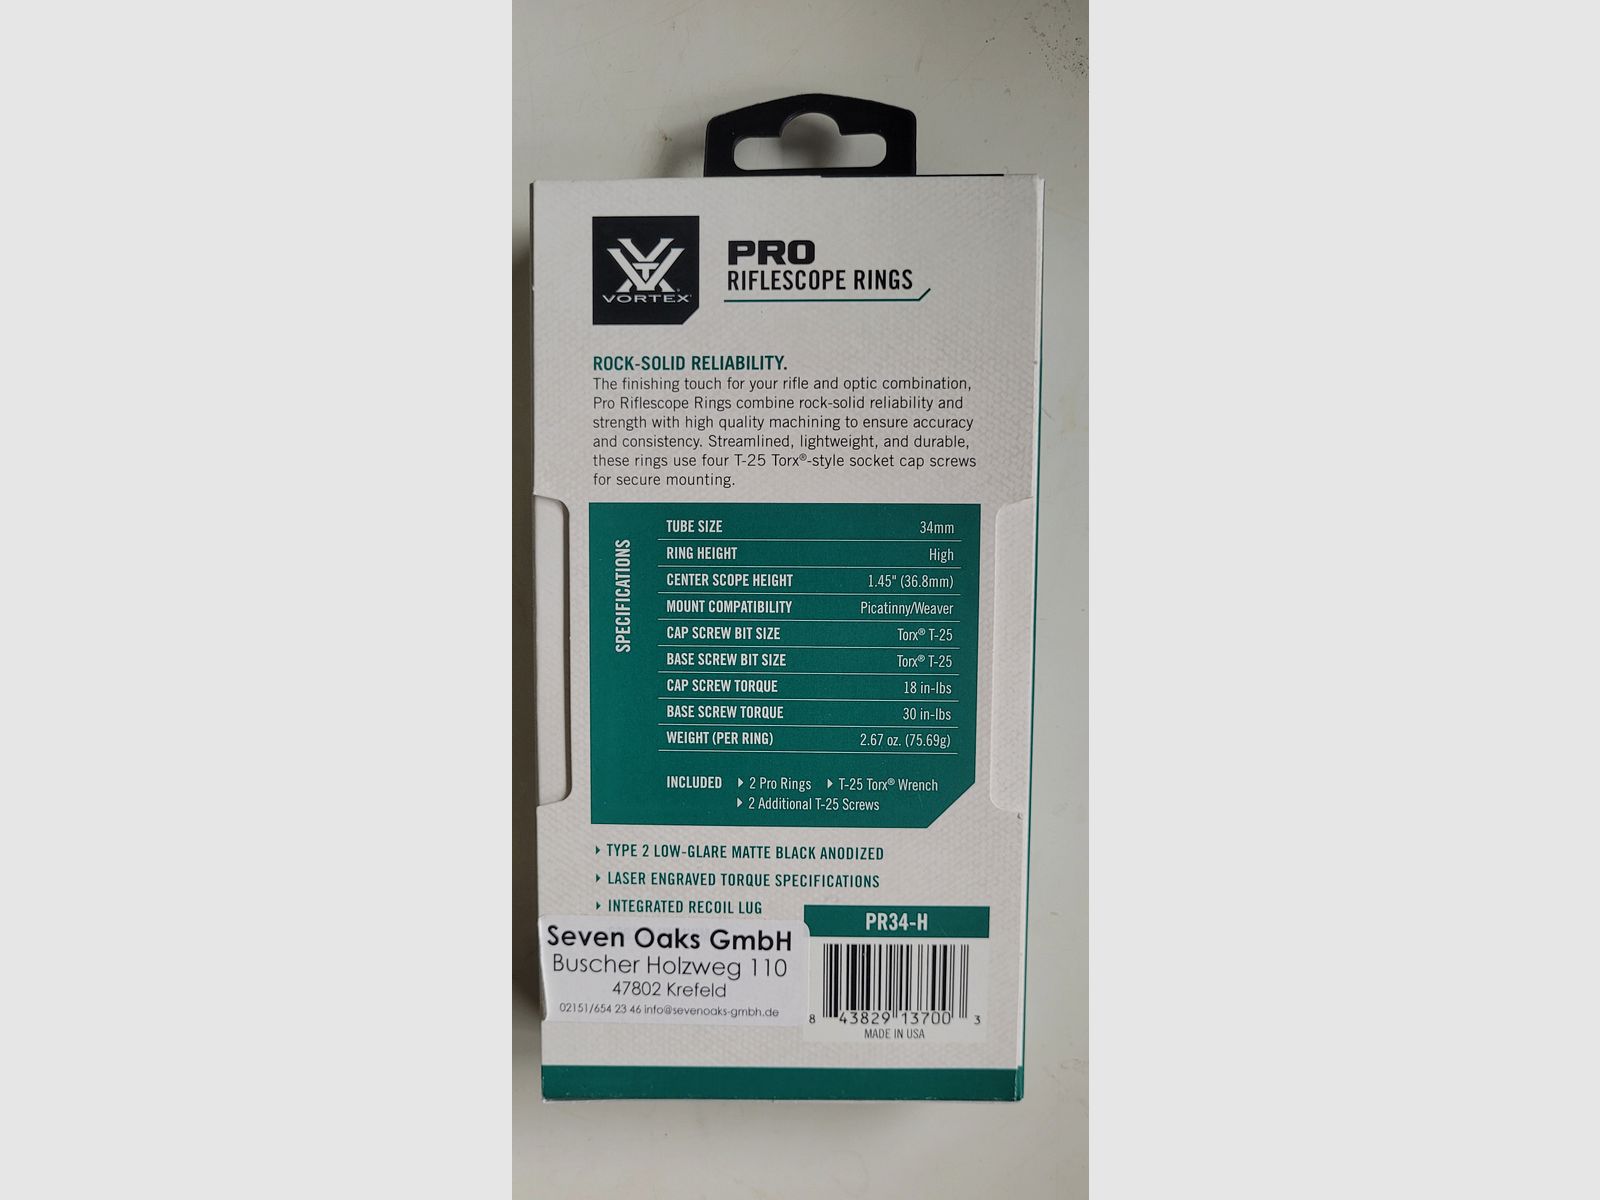 VORTEX
PRO
RIFLESCOPE RINGS
ROCK-SOLID RELIABILITY.
The finishing touch for your rifle and optic combination,
Pro Riflescope Rings combine rock-solid reliability and
strength with high quality machining to ensure accuracy
and consistency. Streamlined, lightweight, and durable,
these rings use four T-25 Torx®-style socket cap screws
for secure mounting.
SPECIFICATIONS
TUBE SIZE 34mm
RING HEIGHT High
CENTER SCOPE HEIGHT 1.45" (36.8mm)
MOUNT COMPATIBILITY Picatinny/Weaver
CAP SCREW BIT SIZE Torx® T-25
BASE SCREW BIT SIZE Torx® T-25
CAP SCREW TORQUE 18 in-lbs
BASE SCREW TORQUE 30 in-lbs
WEIGHT (PER RING) 2.67 oz. (75.69g)
INCLUDED 2 Pro Rings T-25 Torx® Wrench
2 Additional T-25 Screws
TYPE 2 LOW-GLARE MATTE BLACK ANODIZED
LASER ENGRAVED TORQUE SPECIFICATIONS
INTEGRATED RECOIL LUG
Seven Oaks GmbH
Buscher Holzweg 110
47802 Krefeld
02151/654 23 46 info@sevenoaks-gmbh.de
PR34-H
8 43829 13700 3
MADE IN USA